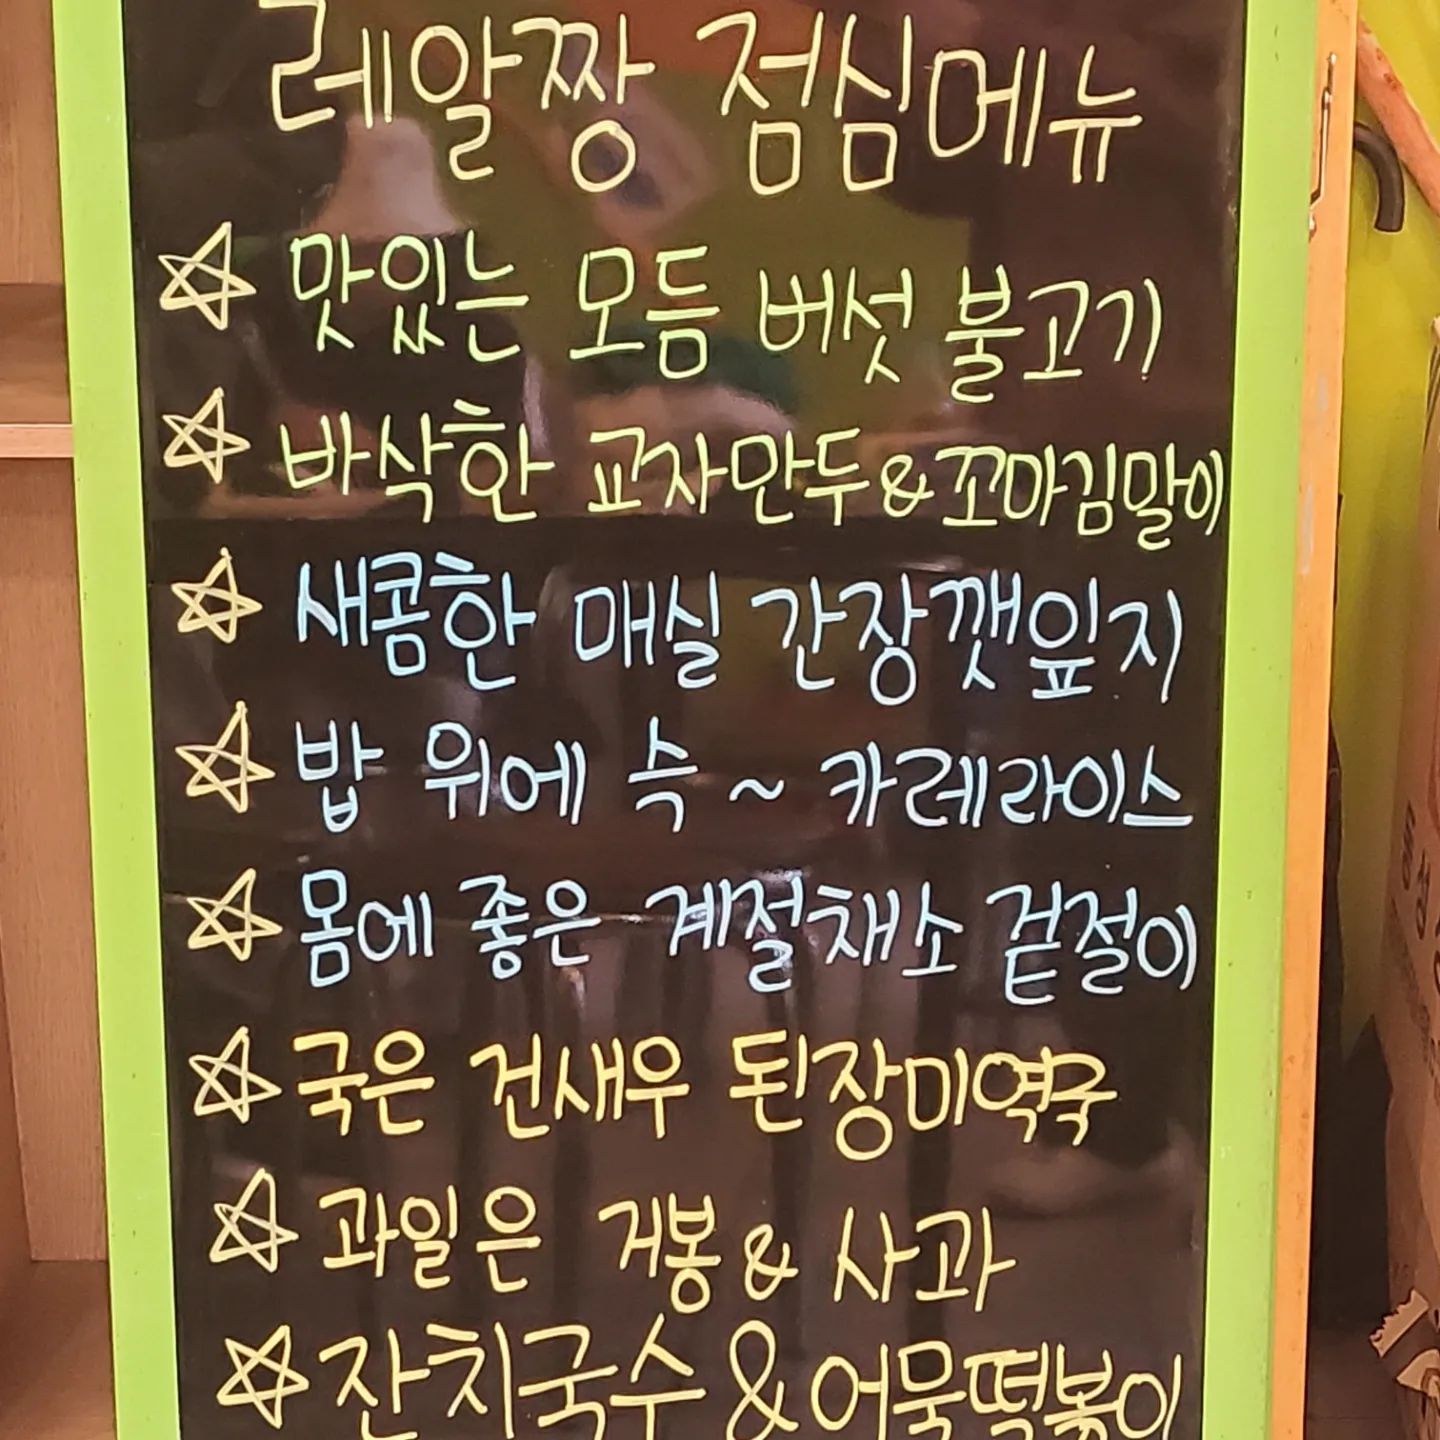 레알짱 점심메뉴
☆ 맛있는 모듬 버섯 불고기
☆ 바삭한 교자만두&꼬마김말이
☆ 새콤한 매실 간장깻잎지
☆ 밥 위에 슥~ 카레라이스
☆ 몸에 좋은 계절채소 겉절이
☆ 국은 건새우 된장미역국
☆ 과일은 거봉 & 사과
☆ 잔치국수&어묵떡볶이